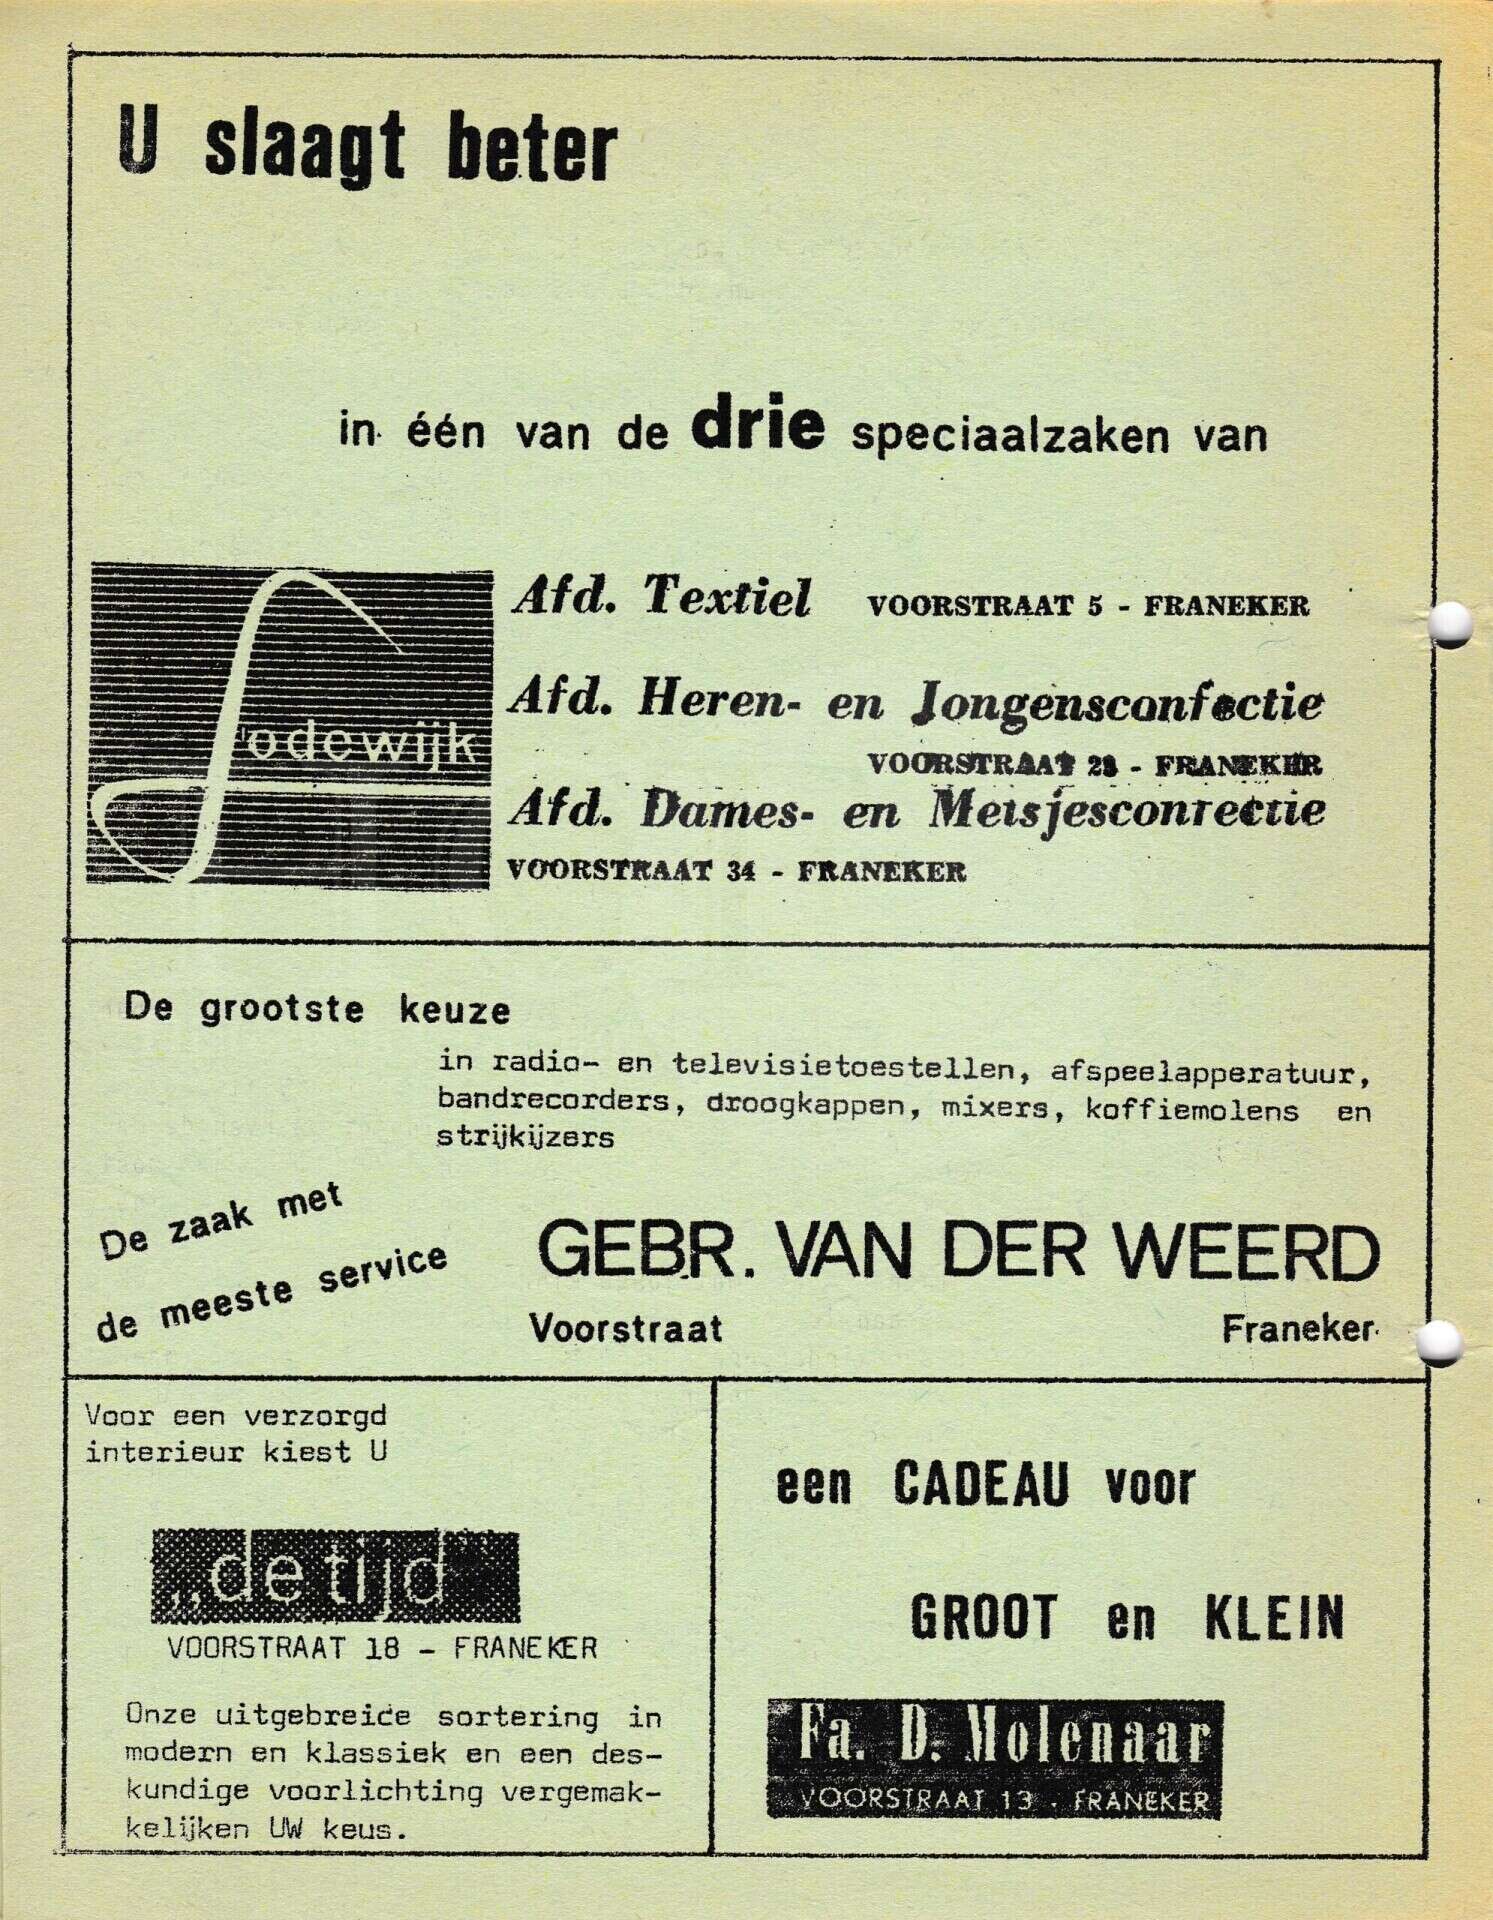 U slaagt beter
in één van de drie speciaalzaken van
Lodewijk
Afd. Textiel VOORSTRAAT 5 - FRANEKER
Afd. Heren- en Jongensconfectie
VOORSTRAAT 28 - FRANEKER
Afd. Dames- en Meisjesconfectie
VOORSTRAAT 34 - FRANEKER
De grootste keuze
in radio- en televisietoestellen, afspeelapperatuur,
bandrecorders, droogkappen, mixers, koffiemolens en
strijkijzers
De zaak met
de meeste service
GEBR. VAN DER WEERD
Voorstraat Franeker
Voor een verzorgd
interieur kiest U
„de tijd"
VOORSTRAAT 18 - FRANEKER
Onze uitgebreide sortering in
modern en klassiek en een des-
kundige voorlichting vergemak-
kelijken UW keus.
een CADEAU voor
GROOT en KLEIN
Fa. D. Molenaar
VOORSTRAAT 13 - FRANEKER